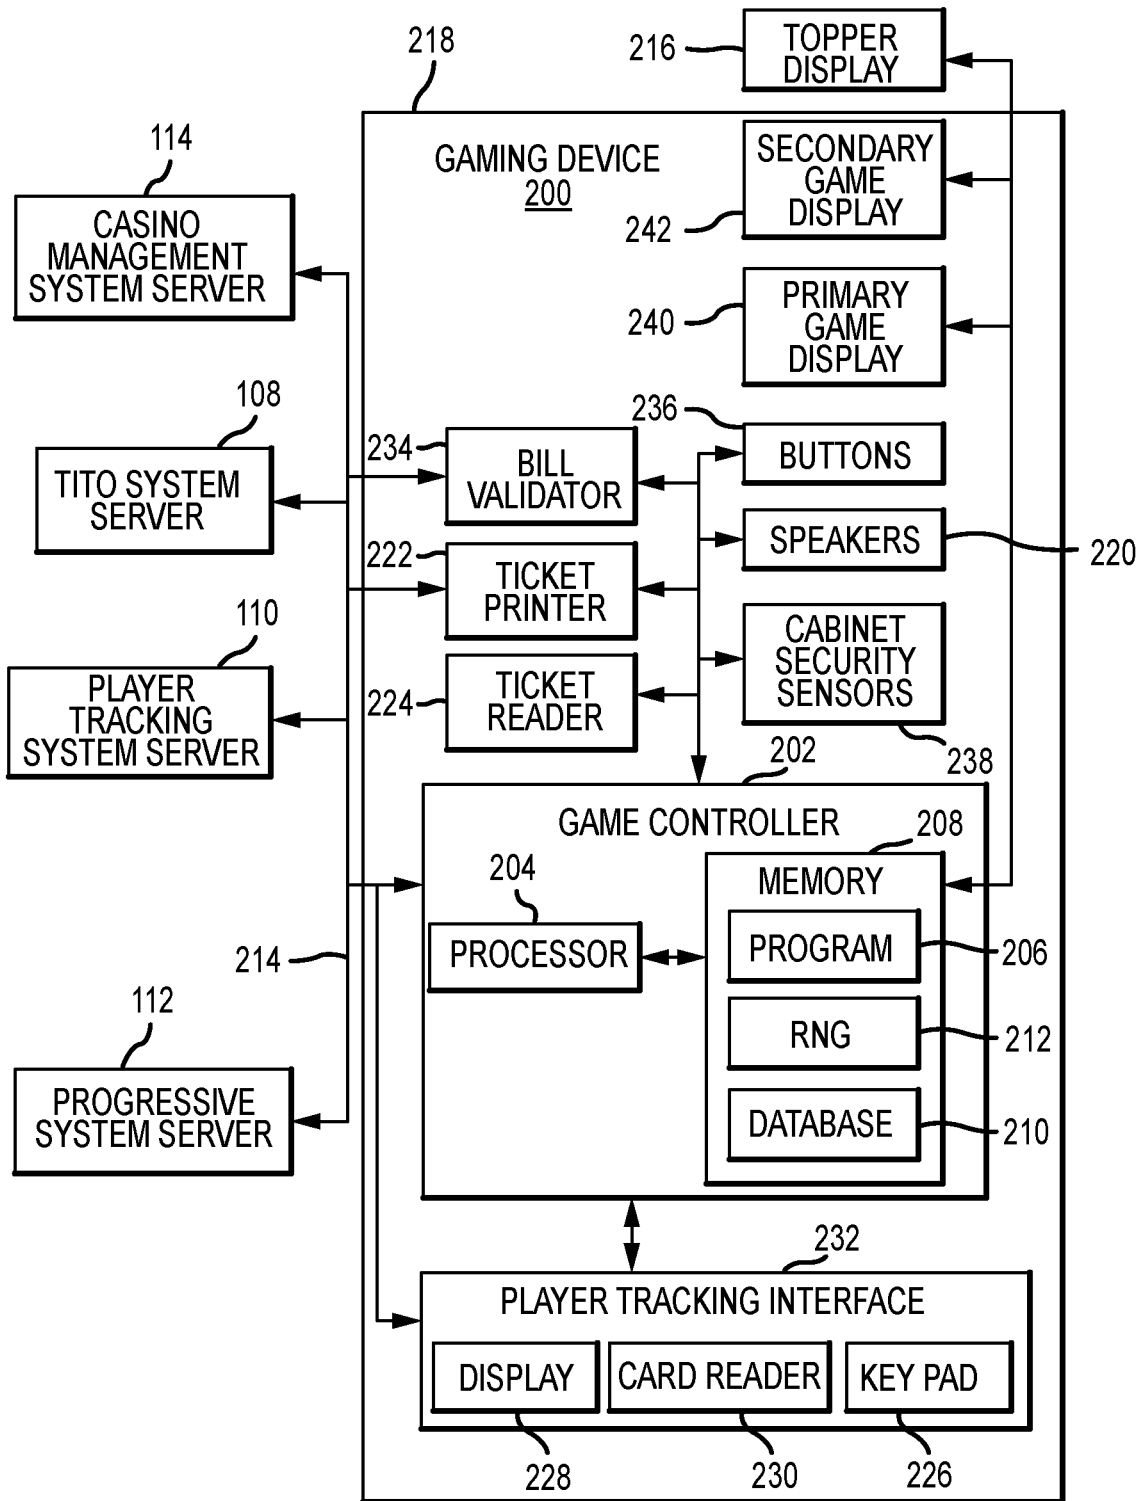 218
216
TOPPER
DISPLAY
114
CASINO
MANAGEMENT
SYSTEM SERVER
GAMING DEVICE
200
SECONDARY
GAME
DISPLAY
242
PRIMARY
GAME
DISPLAY
240
108
TITO SYSTEM
SERVER
234
BILL
VALIDATOR
236
BUTTONS
SPEAKERS
220
222
TICKET
PRINTER
110
PLAYER
TRACKING
SYSTEM SERVER
224
TICKET
READER
CABINET
SECURITY
SENSORS
238
202
GAME CONTROLLER
208
204
PROCESSOR
MEMORY
PROGRAM
206
RNG
212
DATABASE
210
214
112
PROGRESSIVE
SYSTEM SERVER
232
PLAYER TRACKING INTERFACE
DISPLAY
CARD READER
KEY PAD
228
230
226